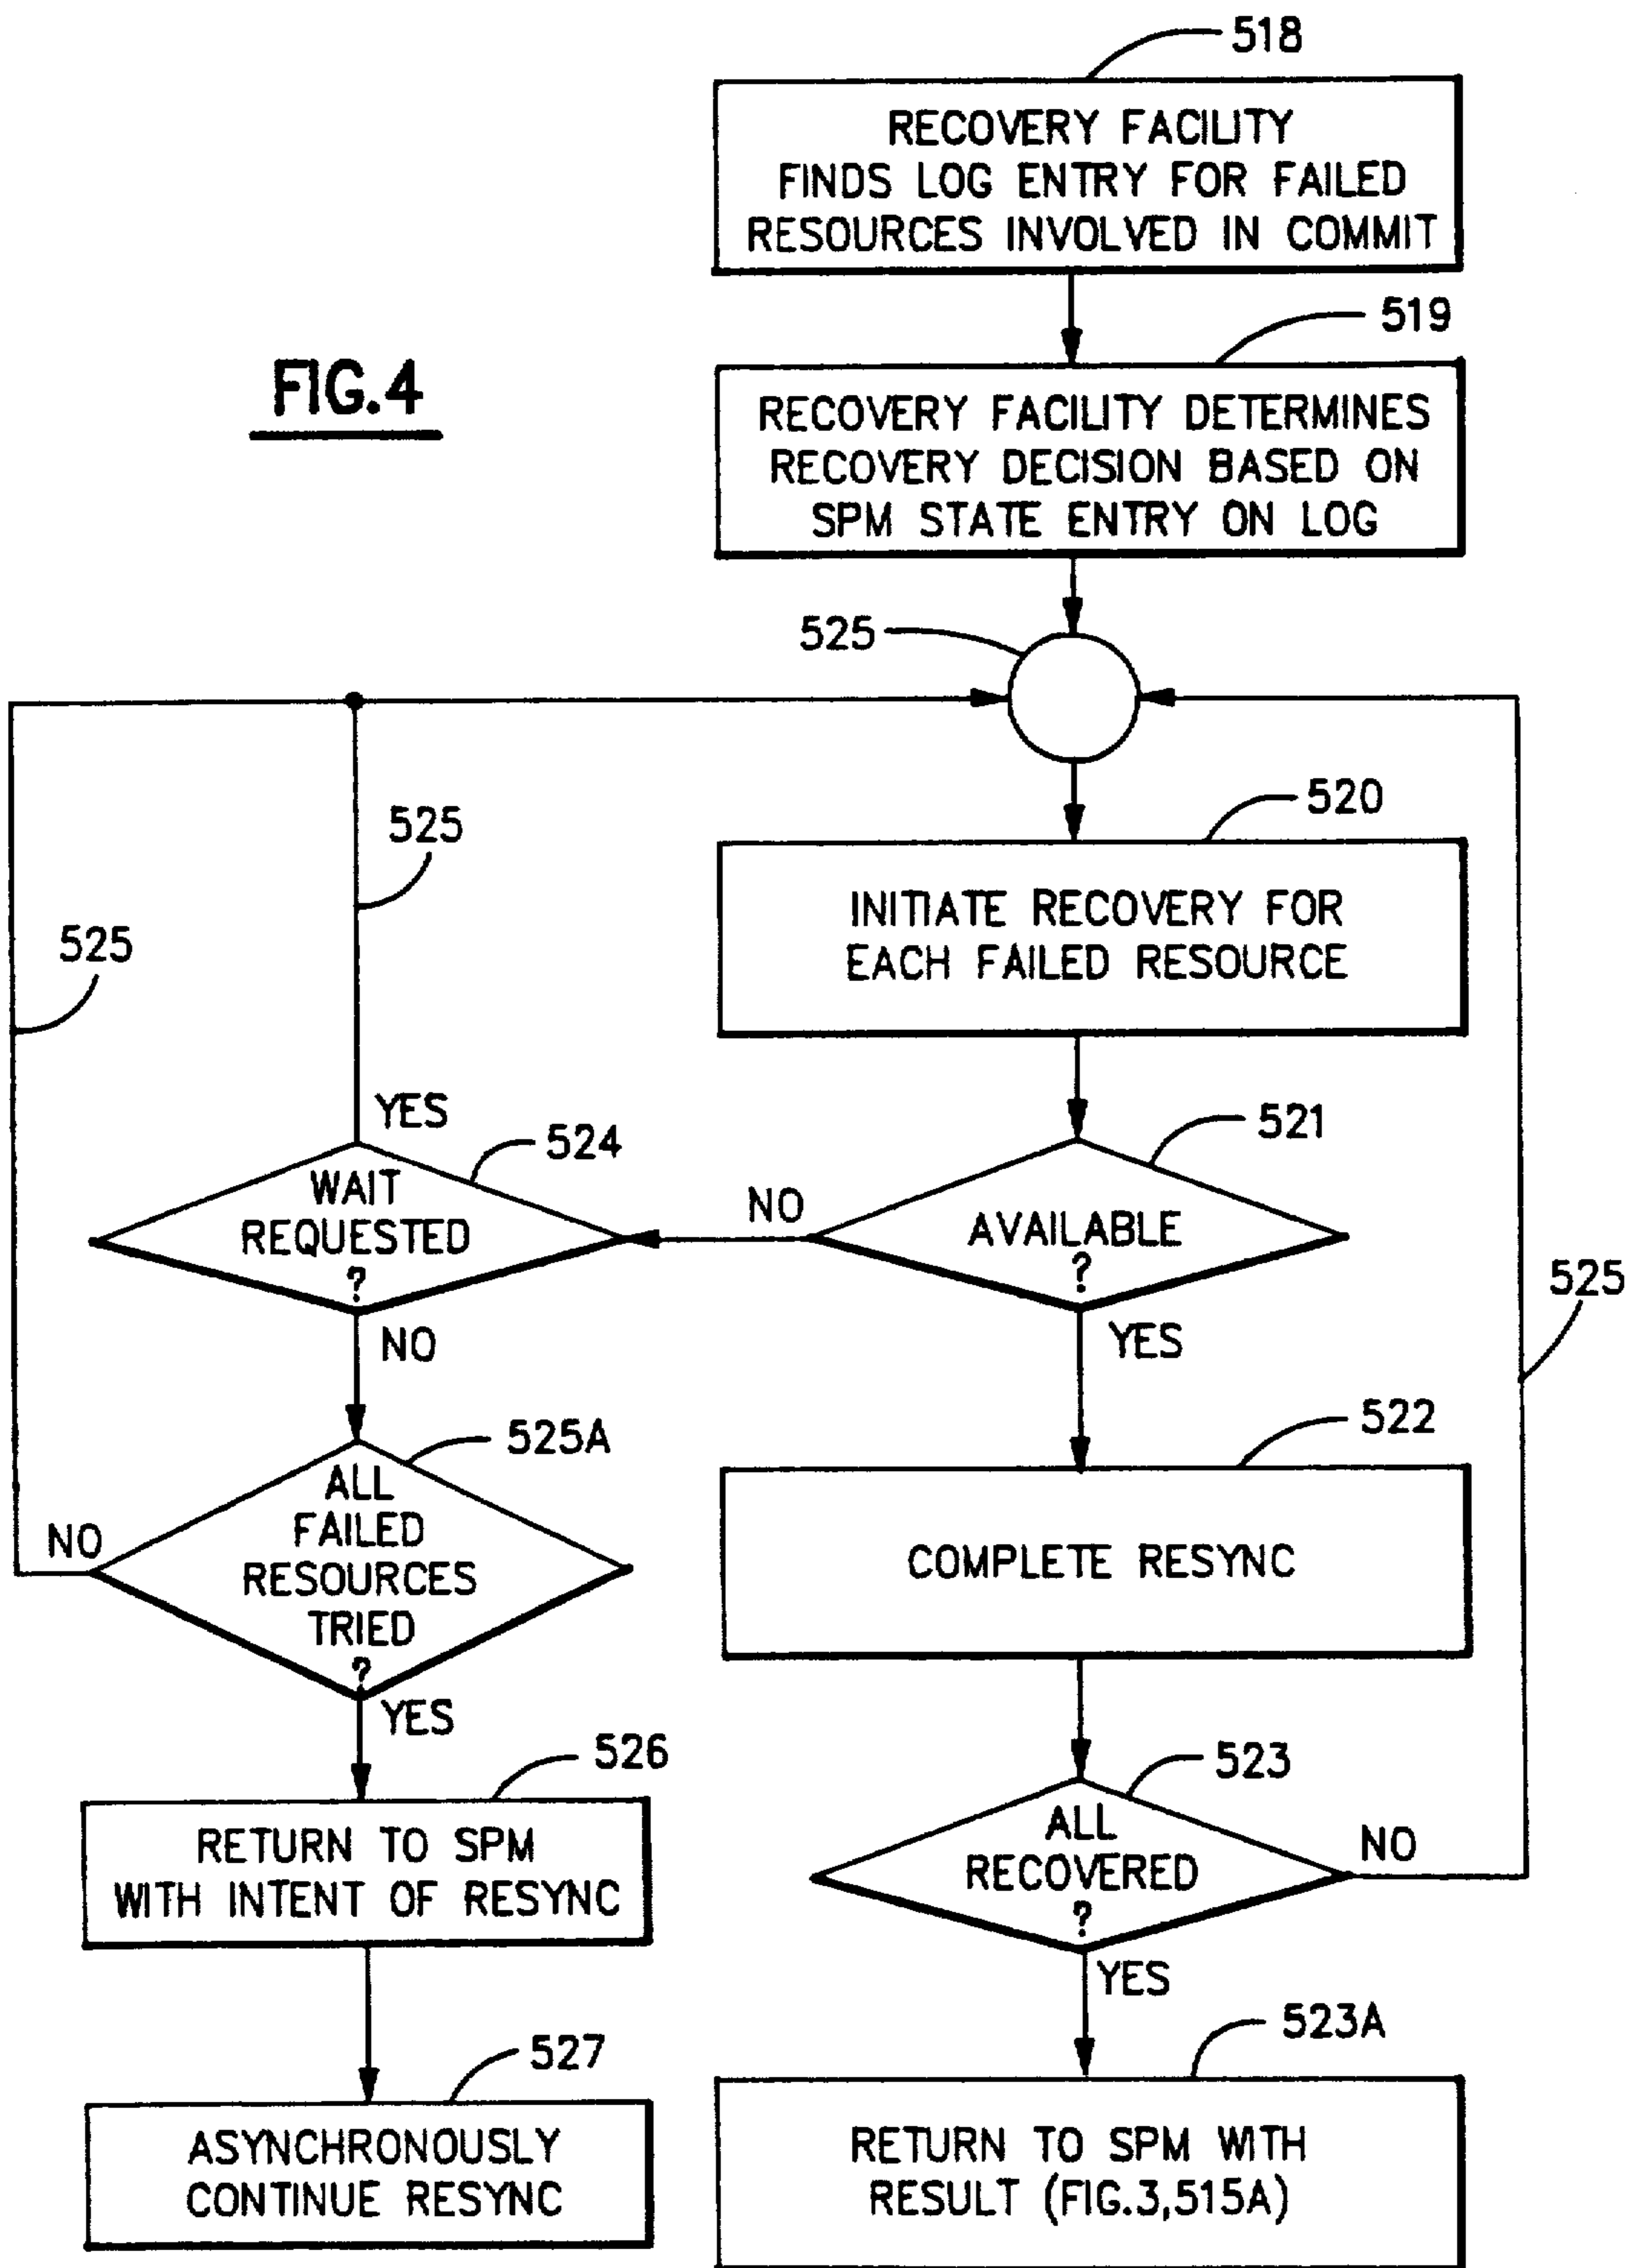 518
RECOVERY FACILITY
FINDS LOG ENTRY FOR FAILED
RESOURCES INVOLVED IN COMMIT
519
FIG.4
RECOVERY FACILITY DETERMINES
RECOVERY DECISION BASED ON
SPM STATE ENTRY ON LOG
525
520
525
INITIATE RECOVERY FOR
EACH FAILED RESOURCE
525
YES
524
521
WAIT
REQUESTED
?
NO
AVAILABLE
?
525
NO
YES
525A
522
ALL
FAILED
RESOURCES
TRIED
?
NO
COMPLETE RESYNC
YES
526
523
RETURN TO SPM
WITH INTENT OF RESYNC
ALL
RECOVERED
?
NO
YES
527
523A
ASYNCHRONOUSLY
CONTINUE RESYNC
RETURN TO SPM WITH
RESULT (FIG.3,515A)